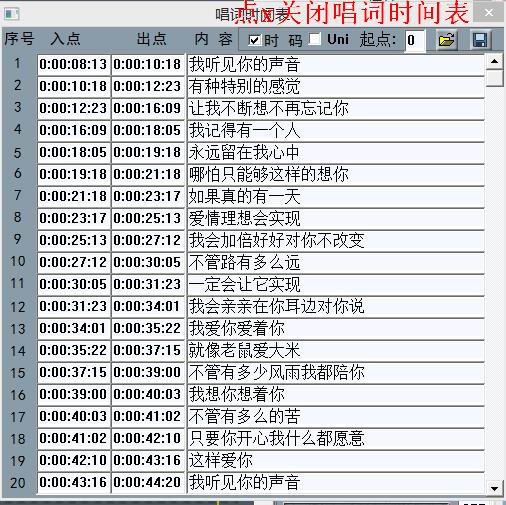 唱词时间表
点x 关闭唱词时间表
序号 入点 出点 内 容 时 码 Uni 起点: 0
1 0:00:08:13 0:00:10:18 我听见你的声音
2 0:00:10:18 0:00:12:23 有种特别的感觉
3 0:00:12:23 0:00:16:09 让我不断想不再忘记你
4 0:00:16:09 0:00:18:05 我记得有一个人
5 0:00:18:05 0:00:19:18 永远留在我心中
6 0:00:19:18 0:00:21:18 哪怕只能够这样的想你
7 0:00:21:18 0:00:23:17 如果真的有一天
8 0:00:23:17 0:00:25:13 爱情理想会实现
9 0:00:25:13 0:00:27:12 我会加倍好好对你不改变
10 0:00:27:12 0:00:30:05 不管路有多么远
11 0:00:30:05 0:00:31:23 一定会让它实现
12 0:00:31:23 0:00:34:01 我会亲亲在你耳边对你说
13 0:00:34:01 0:00:35:22 我爱你爱着你
14 0:00:35:22 0:00:37:15 就像老鼠爱大米
15 0:00:37:15 0:00:39:00 不管有多少风雨我都陪你
16 0:00:39:00 0:00:40:03 我想你想着你
17 0:00:40:03 0:00:41:02 不管有多么的苦
18 0:00:41:02 0:00:42:10 只要你开心我什么都愿意
19 0:00:42:10 0:00:43:16 这样爱你
20 0:00:43:16 0:00:44:20 我听见你的声音